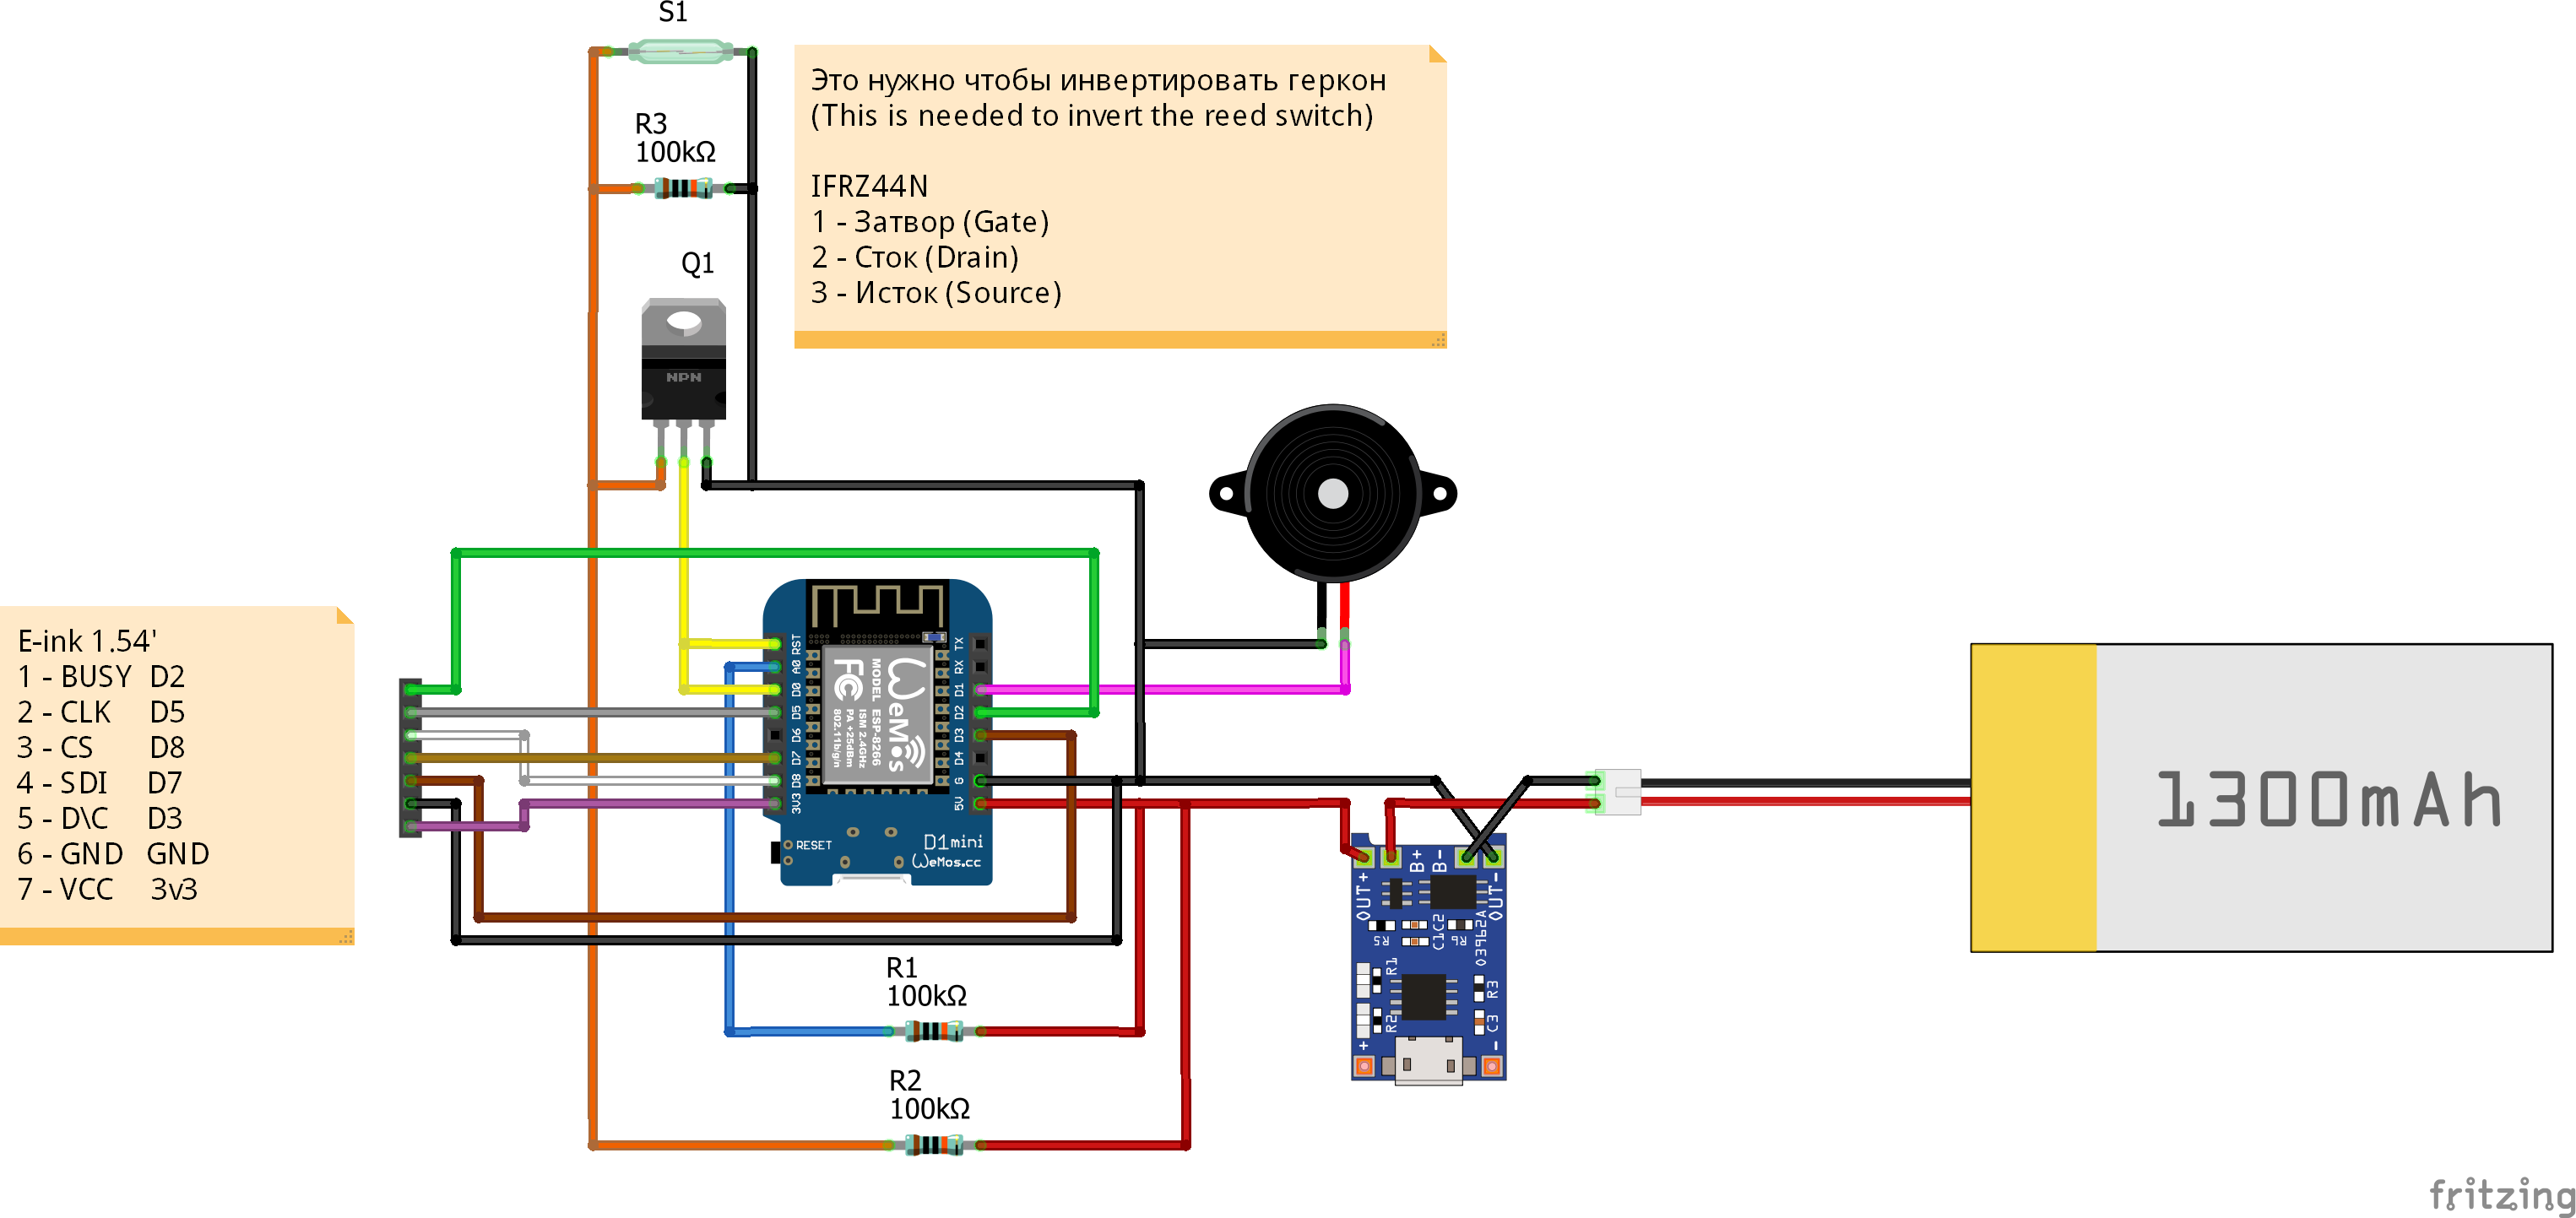 S1
Это нужно чтобы инвертировать геркон
(This is needed to invert the reed switch)
R3
100kΩ
IFRZ44N
1 - Затвор (Gate)
2 - Сток (Drain)
3 - Исток (Source)
Q1
NPN
E-ink 1.54'
1 - BUSY D2
2 - CLK D5
3 - CS D8
4 - SDI D7
5 - D\C D3
6 - GND GND
7 - VCC 3v3
RST
A0
D0
D5
D6
D7
D8
3V3
TX
RX
D1
D2
D3
D4
G
5V
WeMos
FC
MODEL ESP-8266
ISM 2.4GHz
PA +25dBm
802.11b/g/n
RESET
D1mini
WeMos.cc
1300mAh
OUT+
B+
B-
OUT-
R5
C1
C2
R6
03962A
R1
R3
R2
C3
+
-
R1
100kΩ
R2
100kΩ
fritzing